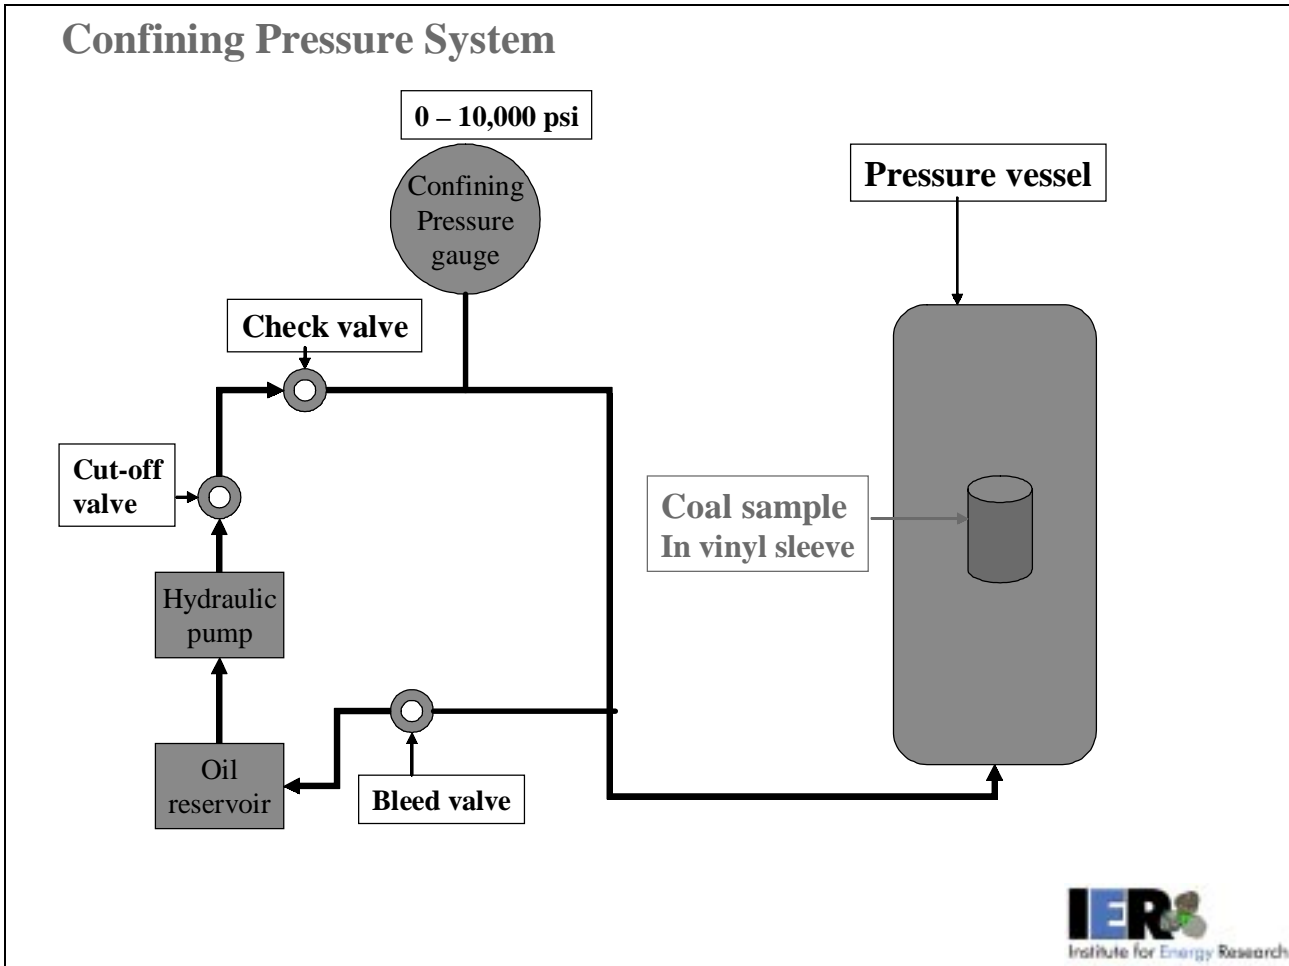 Confining Pressure System
0 – 10,000 psi
Confining
Pressure
gauge
Pressure vessel
Check valve
Cut-off
valve
Coal sample
In vinyl sleeve
Hydraulic
pump
Oil
reservoir
Bleed valve
IER
Institute for Energy Research